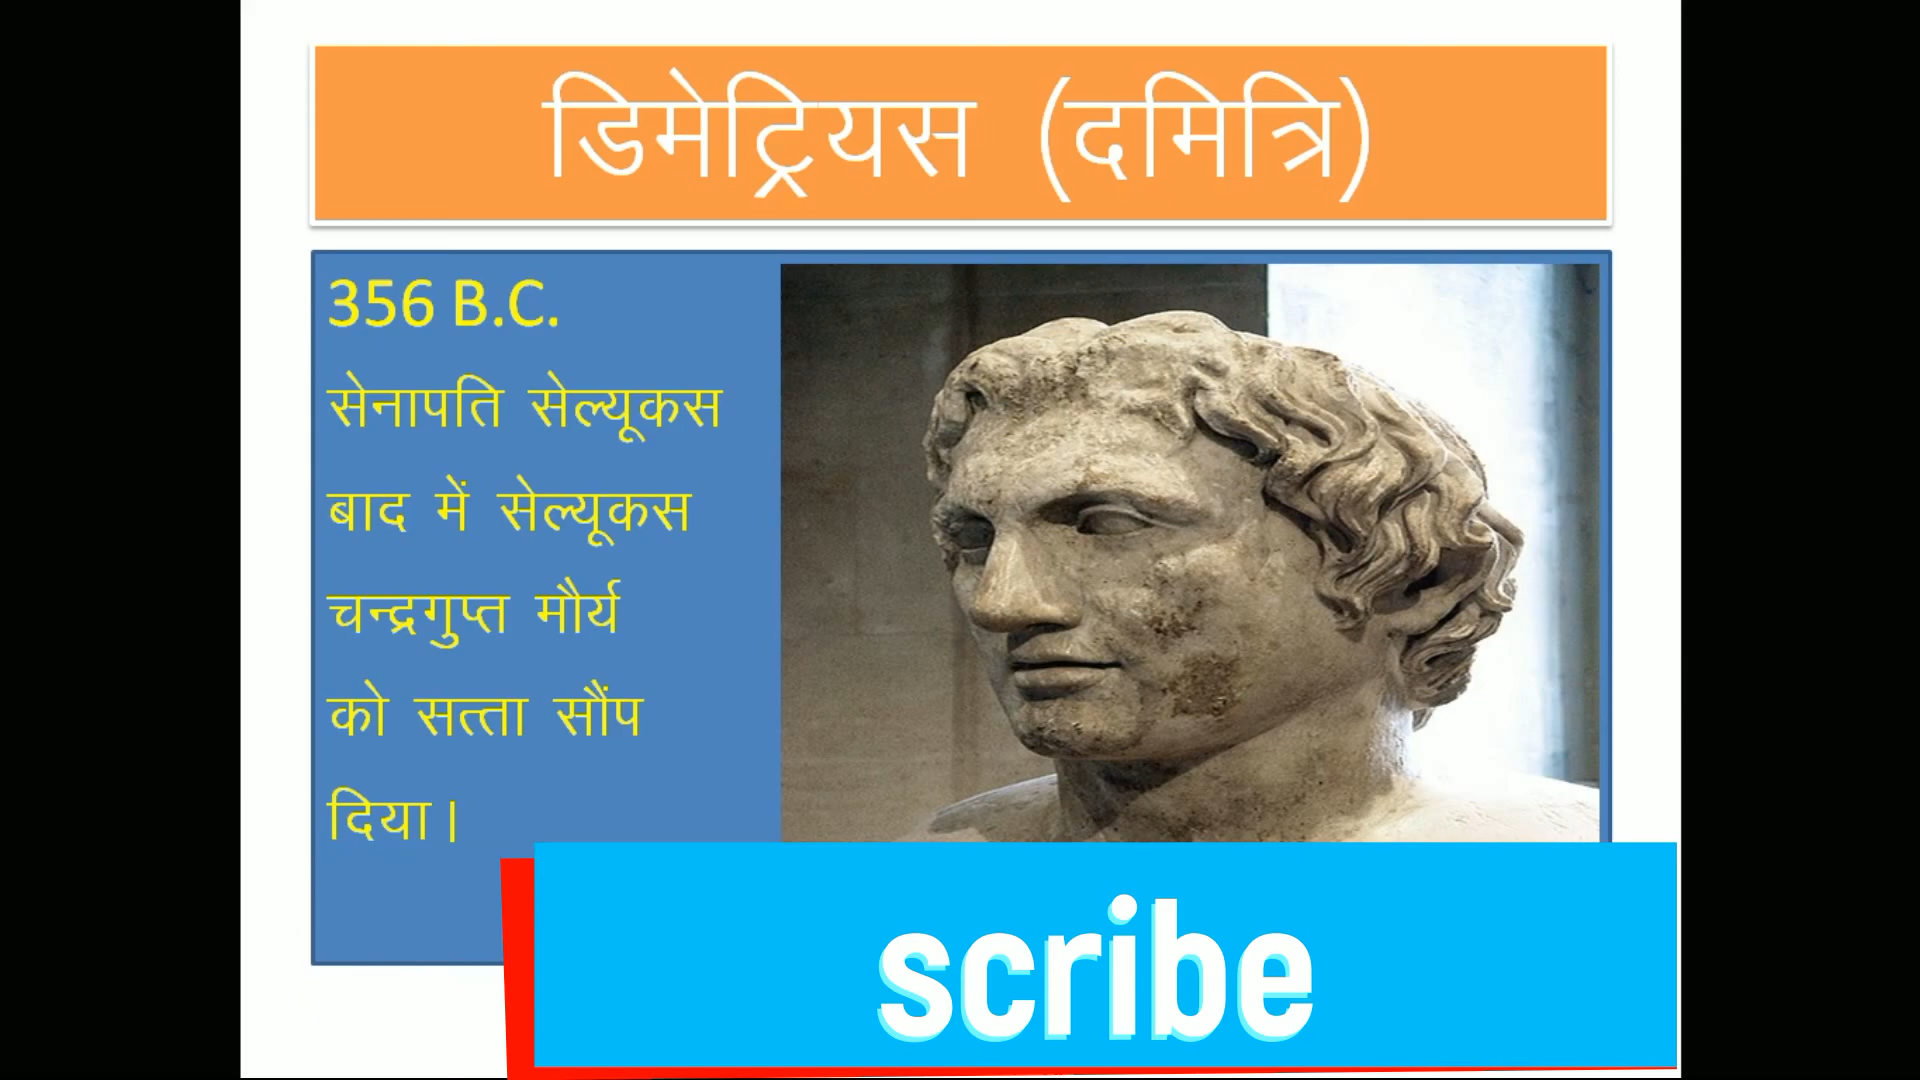 डिमेट्रियस (दमित्रि)
356 B.C.
सेनापति सेल्यूकस
बाद में सेल्यूकस
चन्द्रगुप्त मौर्य
को सत्ता सौंप
दिया।
scribe